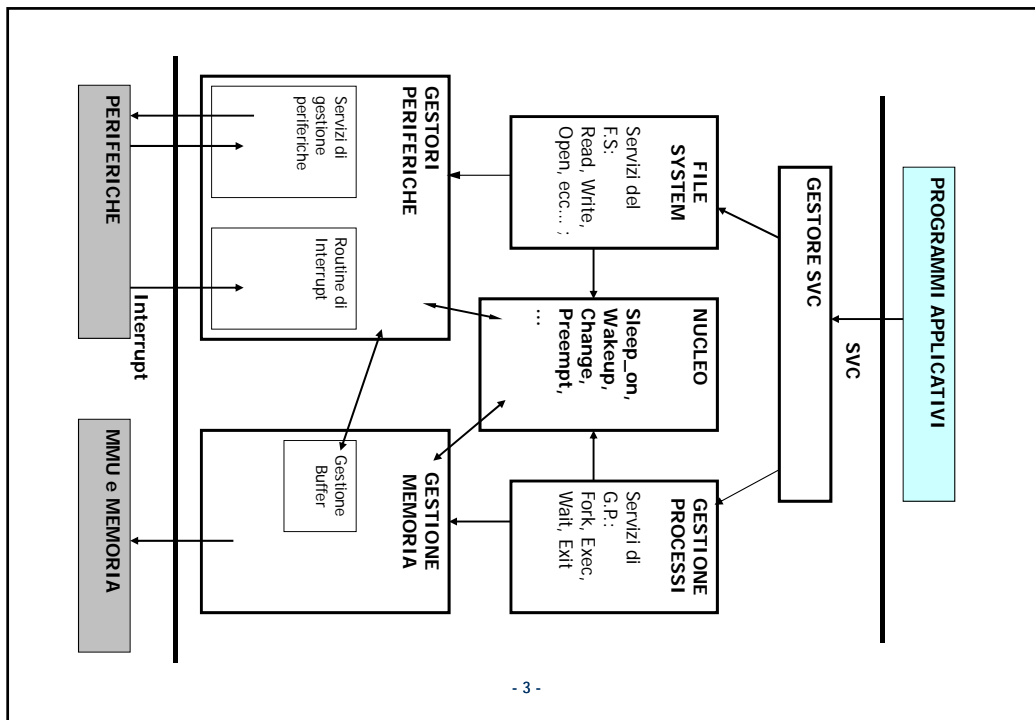 PROGRAMMI APPLICATIVI
SVC
GESTORE SVC
FILE
SYSTEM
Servizi del
F.S:
Read, Write,
Open, ecc... ;
NUCLEO
Sleep_on,
Wakeup,
Change,
Preempt,
...
GESTIONE
PROCESSI
Servizi di
G.P.:
Fork, Exec,
Wait, Exit
GESTORI
PERIFERICHE
Servizi di
gestione
periferiche
Routine di
Interrupt
GESTIONE
MEMORIA
Gestione
Buffer
Interrupt
PERIFERICHE
MMU e MEMORIA
- 3 -